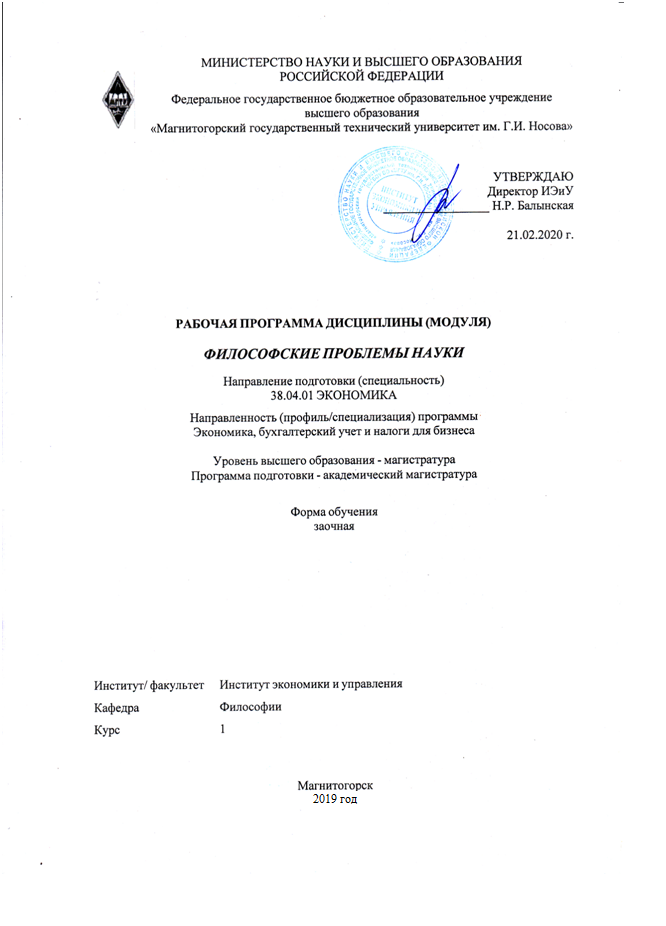 МИНИСТЕРСТВО НАУКИ И ВЫСШЕГО ОБРАЗОВАНИЯ
РОССИЙСКОЙ ФЕДЕРАЦИИ
Федеральное государственное бюджетное образовательное учреждение
высшего образования
«Магнитогорский государственный технический университет им. Г.И. Носова»
УТВЕРЖДАЮ
Директор ИЭиУ
Н.Р. Балынская
21.02.2020 г.
РАБОЧАЯ ПРОГРАММА ДИСЦИПЛИНЫ (МОДУЛЯ)
ФИЛОСОФСКИЕ ПРОБЛЕМЫ НАУКИ
Направление подготовки (специальность)
38.04.01 ЭКОНОМИКА
Направленность (профиль/специализация) программы
Экономика, бухгалтерский учет и налоги для бизнеса
Уровень высшего образования - магистратура
Программа подготовки - академический магистратура
Форма обучения
заочная
Институт/ факультет Институт экономики и управления
Кафедра Философии
Курс 1
Магнитогорск
2019 год